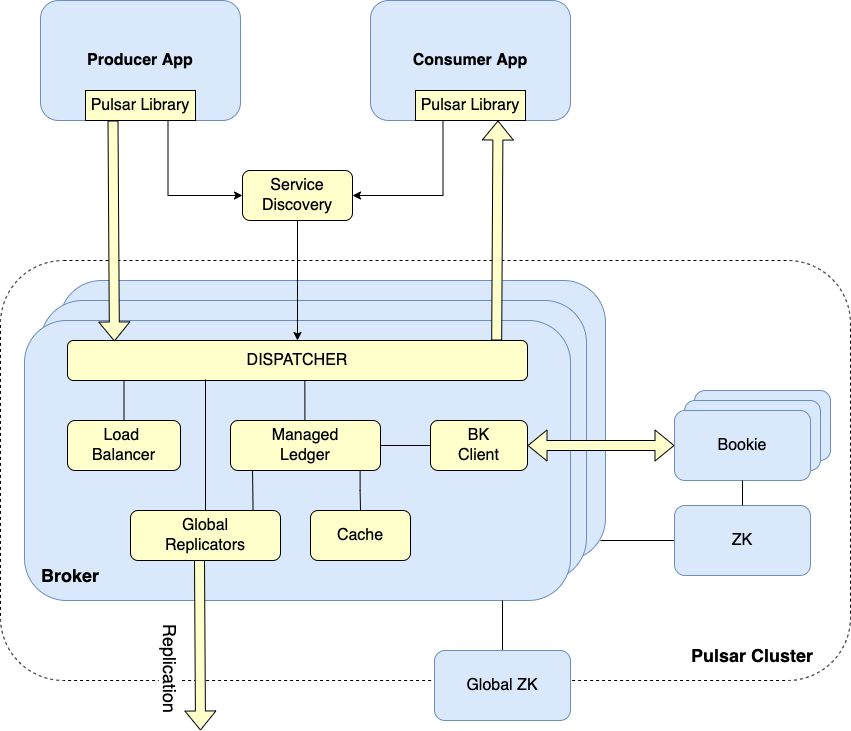 Producer App
Consumer App
Pulsar Library
Pulsar Library
Service
Discovery
DISPATCHER
Load
Balancer
Managed
Ledger
BK
Client
Bookie
Global
Replicators
Cache
ZK
Broker
Replication
Pulsar Cluster
Global ZK